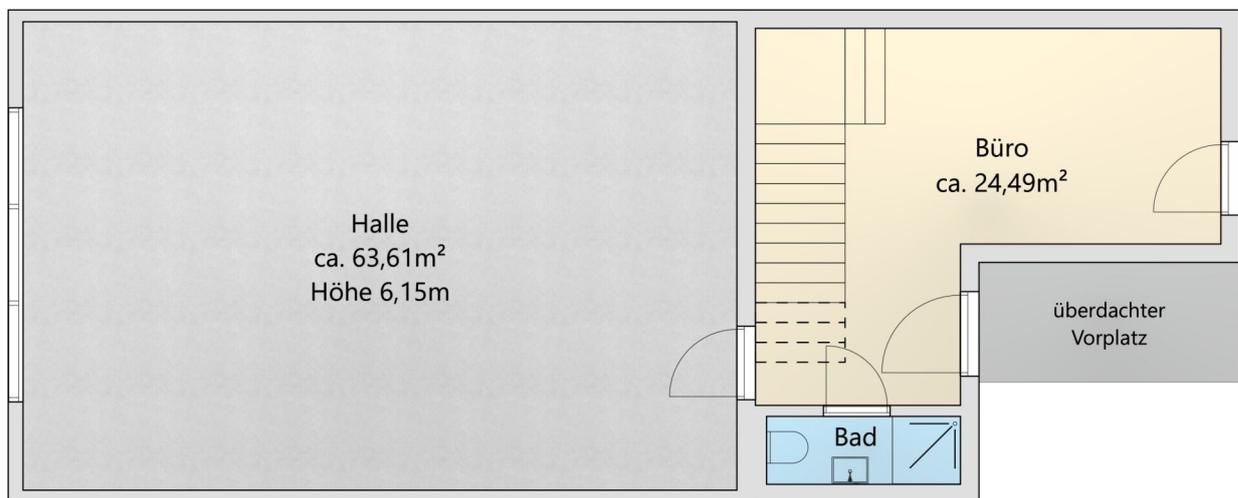 Halle
ca. 63,61m²
Höhe 6,15m
Büro
ca. 24,49m²
überdachter
Vorplatz
Bad